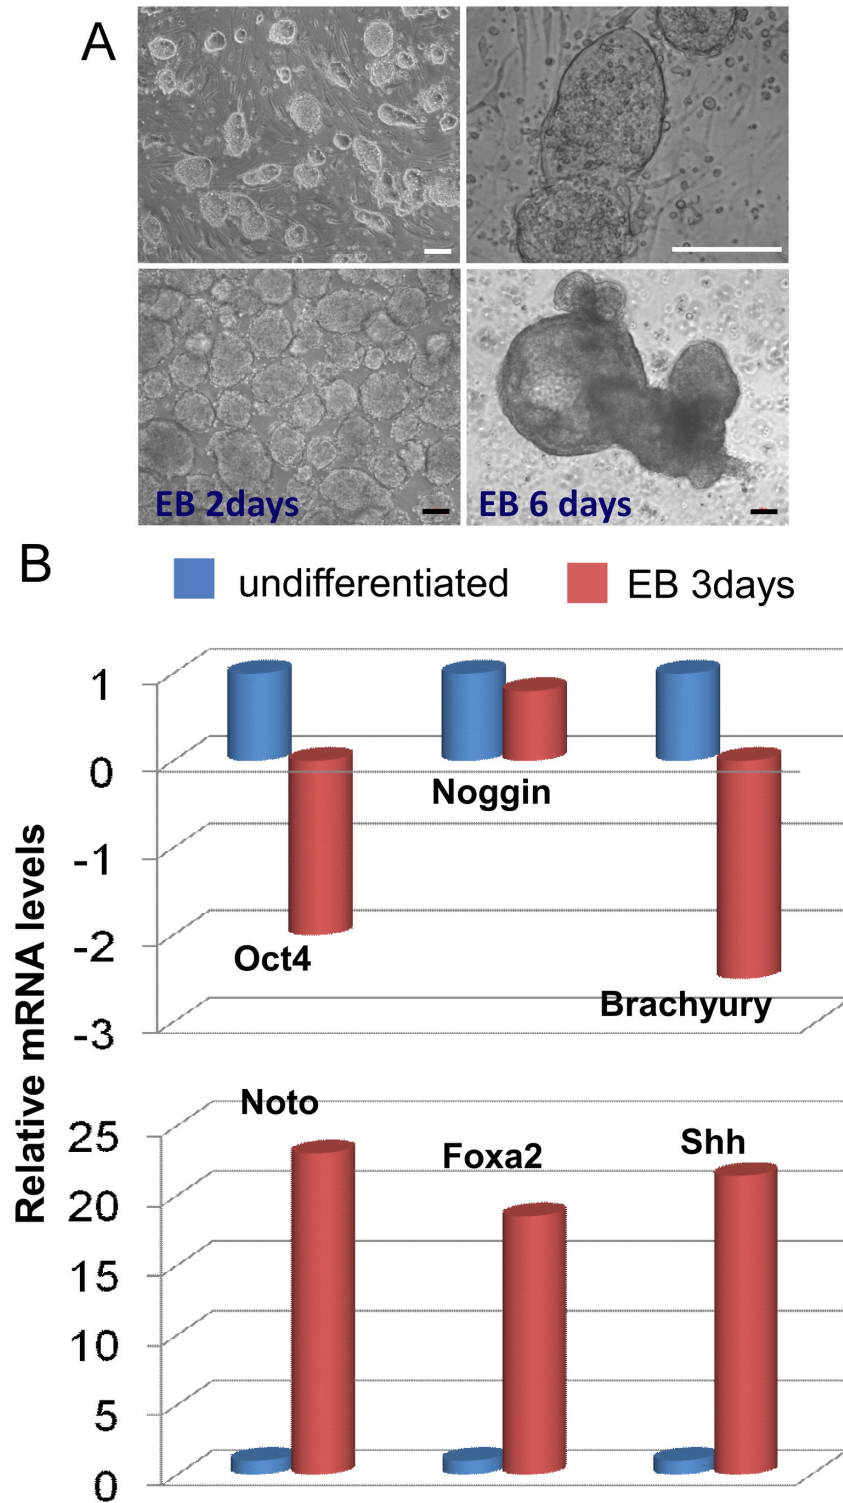 A
EB 2days
EB 6 days
B
undifferentiated
EB 3days
Relative mRNA levels
1
0
-1
-2
-3
Noggin
Oct4
Brachyury
25
20
15
10
5
0
Noto
Foxa2
Shh